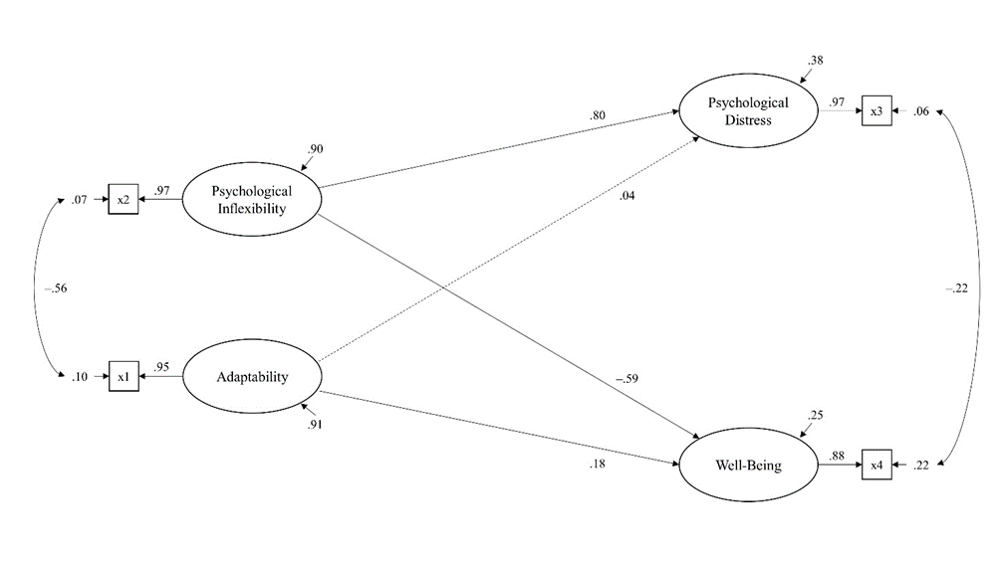 .38
Psychological
Distress
.97
x3
.06
.80
.90
Psychological
Inflexibility
.97
x2
.07
.04
–.56
–.22
Adaptability
.95
x1
.10
.91
–.59
.18
.25
Well-Being
.88
x4
.22